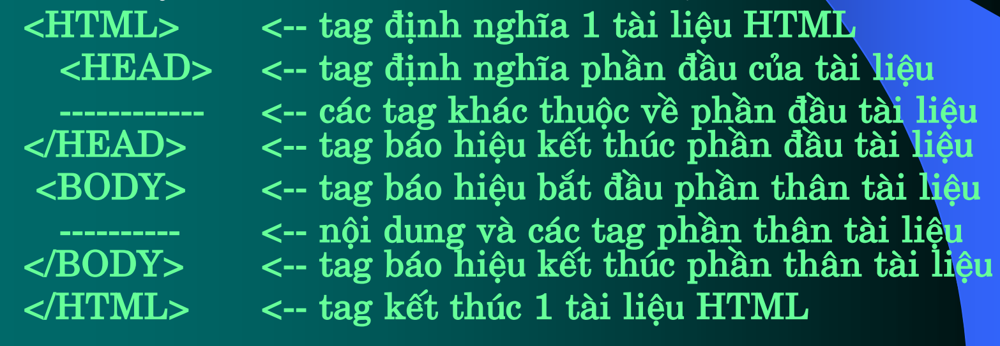 <HTML> <-- tag định nghĩa 1 tài liệu HTML
<HEAD> <-- tag định nghĩa phần đầu của tài liệu
------------ <-- các tag khác thuộc về phần đầu tài liệu
</HEAD> <-- tag báo hiệu kết thúc phần đầu tài liệu
<BODY> <-- tag báo hiệu bắt đầu phần thân tài liệu
---------- <-- nội dung và các tag phần thân tài liệu
</BODY> <-- tag báo hiệu kết thúc phần thân tài liệu
</HTML> <-- tag kết thúc 1 tài liệu HTML